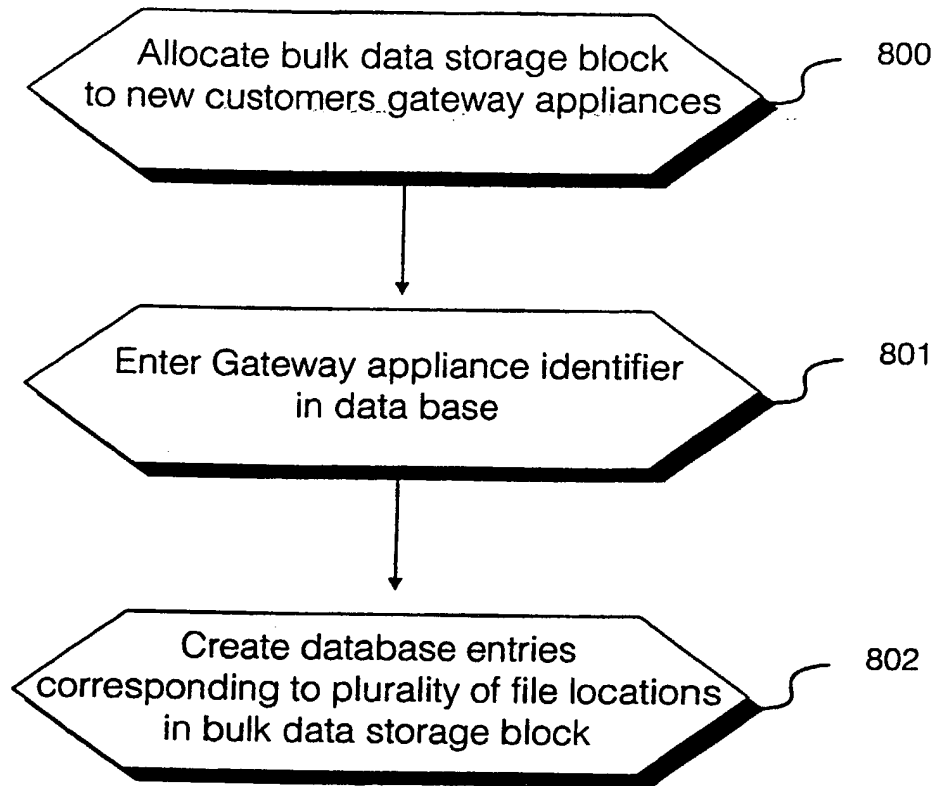 Allocate bulk data storage block
to new customers gateway appliances
800
Enter Gateway appliance identifier
in data base
801
Create database entries
corresponding to plurality of file locations
in bulk data storage block
802